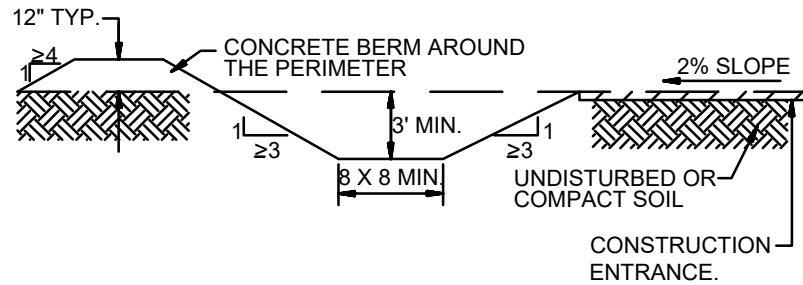 12" TYP.
≥4
1
CONCRETE BERM AROUND
THE PERIMETER
2% SLOPE
1
≥3
3' MIN.
1
≥3
8 X 8 MIN.
UNDISTURBED OR
COMPACT SOIL
CONSTRUCTION
ENTRANCE.